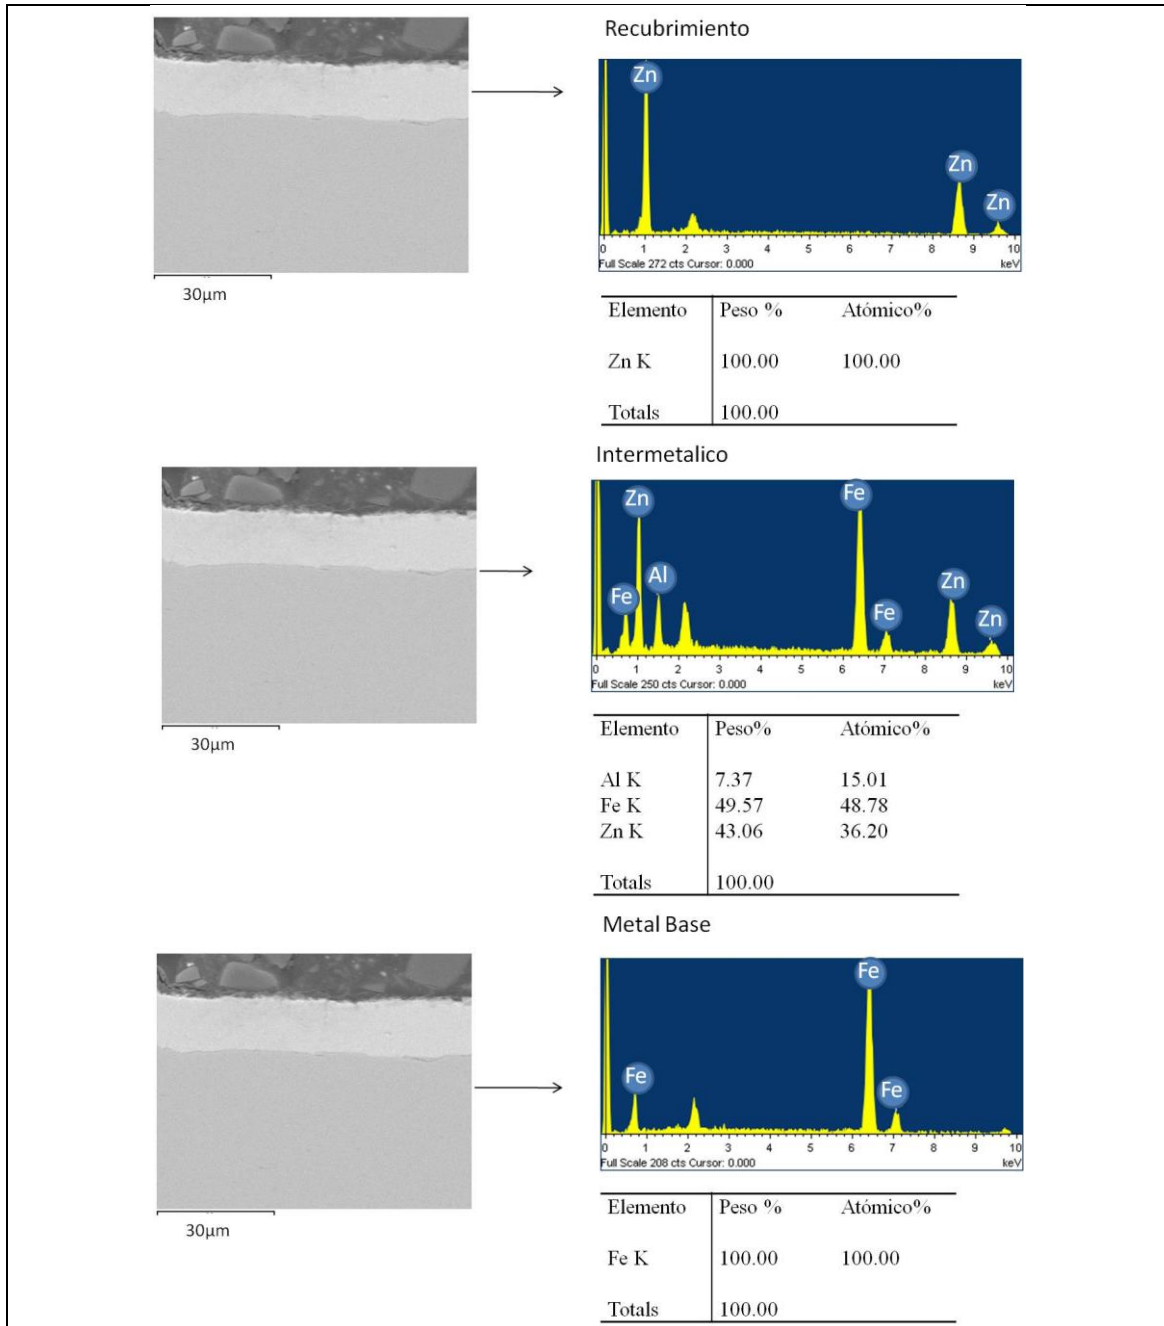 Recubrimiento
Zn
Zn
Zn
0 1 2 3 4 5 6 7 8 9 10
Full Scale 272 cts Cursor: 0.000 keV
30µm
Elemento Peso % Atómico%
Zn K 100.00 100.00
Totals 100.00
Intermetalico
Zn Fe
Al
Fe Fe Zn
Zn
0 1 2 3 4 5 6 7 8 9 10
Full Scale 250 cts Cursor: 0.000 keV
30µm
Elemento Peso% Atómico%
Al K 7.37 15.01
Fe K 49.57 48.78
Zn K 43.06 36.20
Totals 100.00
Metal Base
Fe
Fe Fe
0 1 2 3 4 5 6 7 8 9 10
Full Scale 208 cts Cursor: 0.000 keV
30µm
Elemento Peso % Atómico%
Fe K 100.00 100.00
Totals 100.00